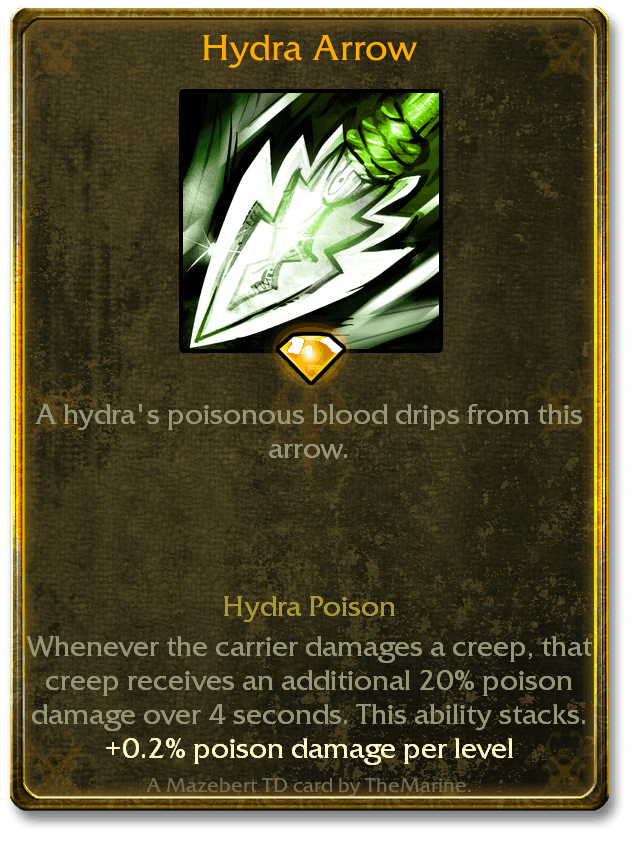 Hydra Arrow
A hydra's poisonous blood drips from this
arrow.
Hydra Poison
Whenever the carrier damages a creep, that
creep receives an additional 20% poison
damage over 4 seconds. This ability stacks.
+0.2% poison damage per level
A Mazebert TD card by TheMarine.